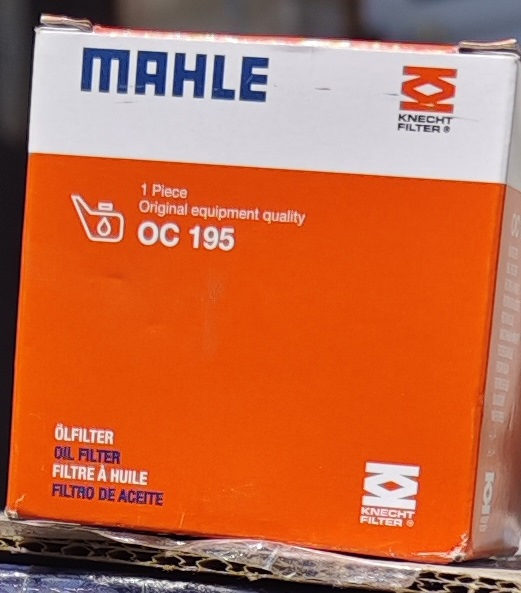 MAHLE
KNECHT
FILTER®
1 Piece
Original equipment quality
OC 195
ÖLFILTER
OIL FILTER
FILTRE À HUILE
FILTRO DE ACEITE
KNECHT
FILTER®